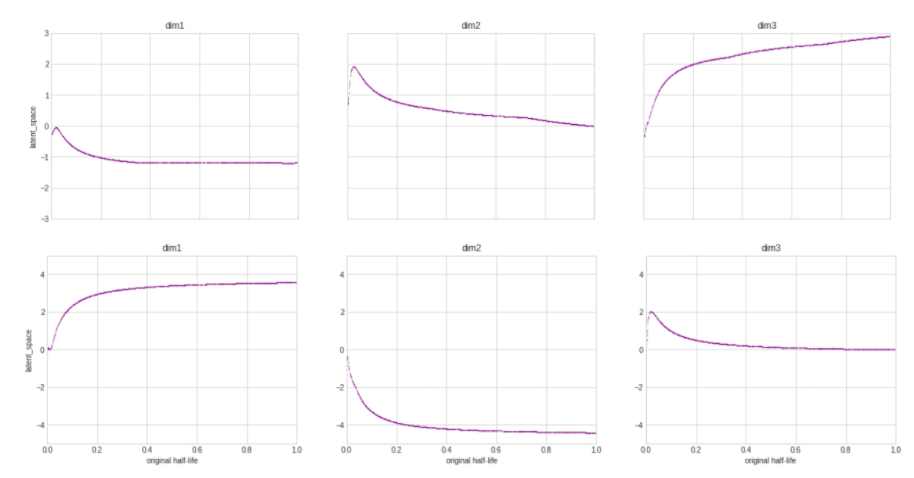 dim1 dim2 dim3
3
2
1
0
-1
-2
-3
latent_space
dim1 dim2 dim3
4 4 4
2 2 2
0 0 0
-2 -2 -2
-4 -4 -4
latent_space
0.0 0.2 0.4 0.6 0.8 1.0 0.0 0.2 0.4 0.6 0.8 1.0 0.0 0.2 0.4 0.6 0.8 1.0
original half-life original half-life original half-life